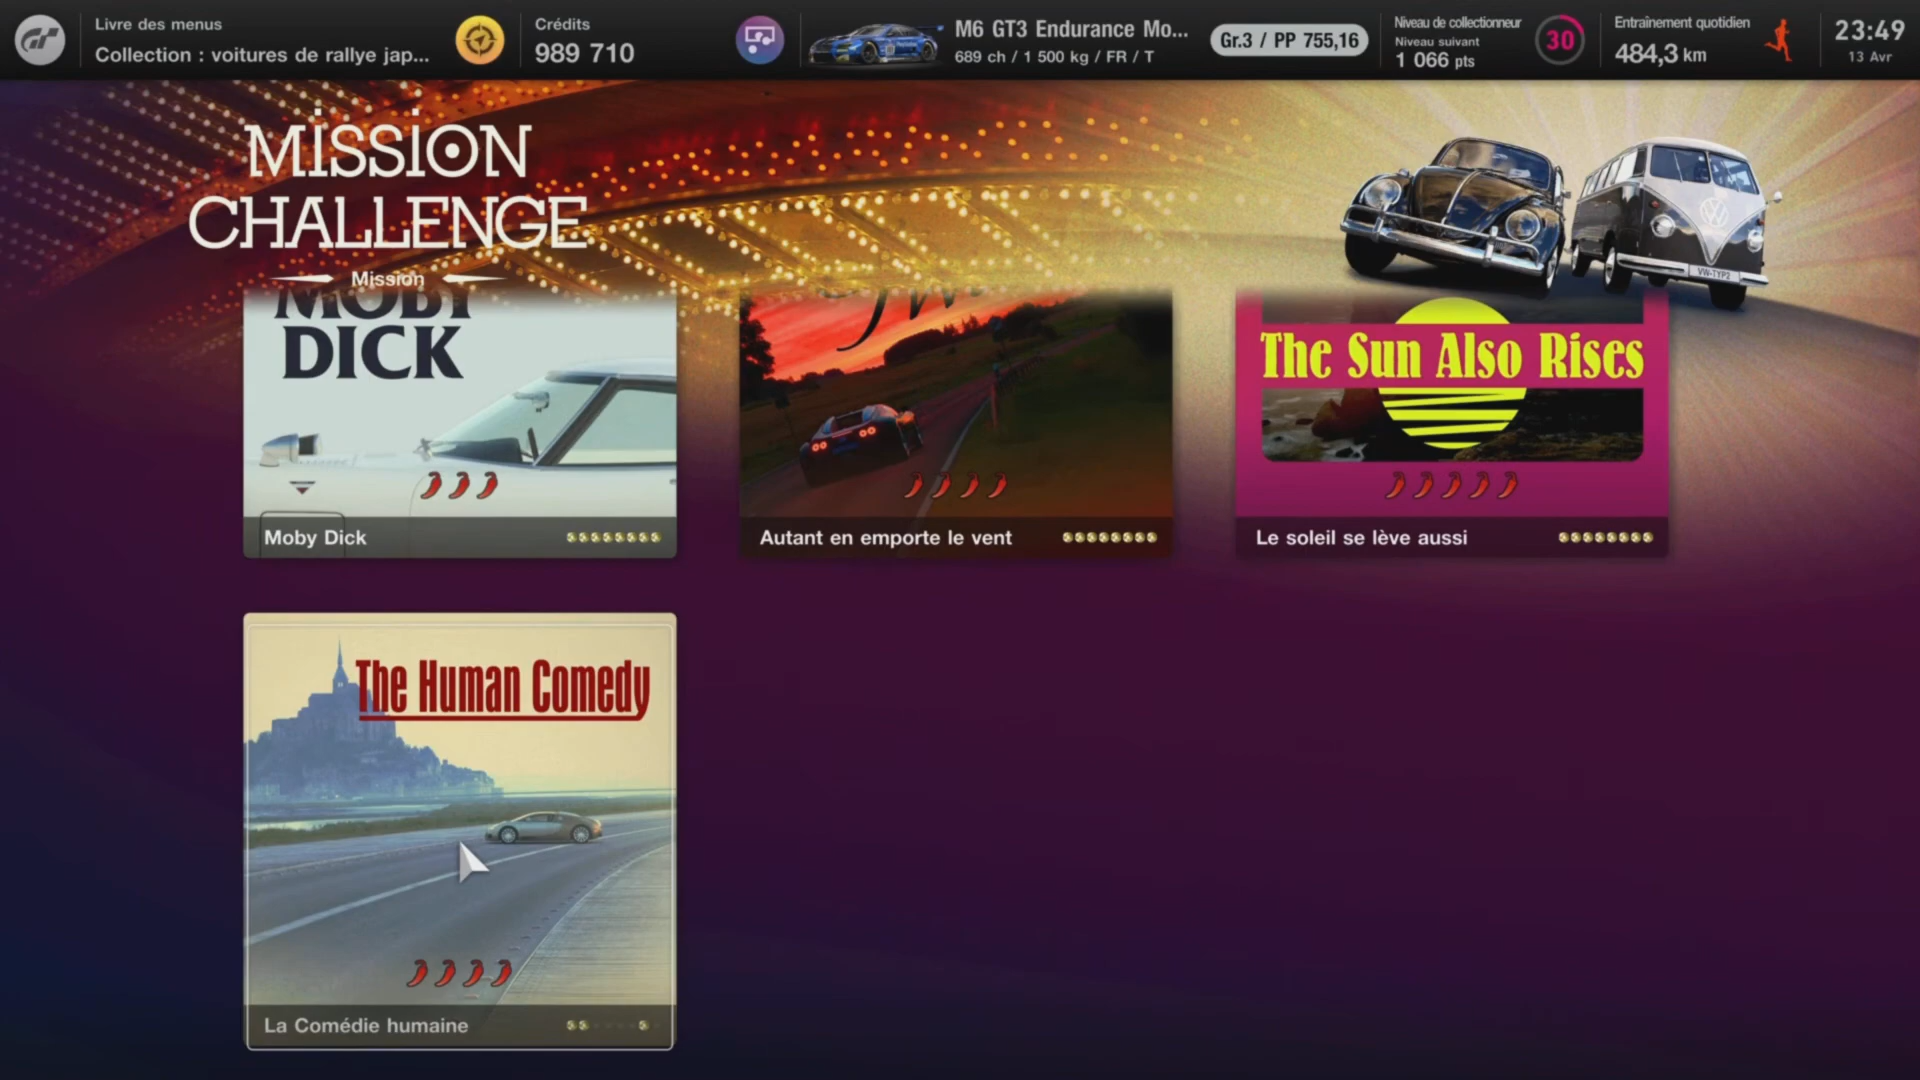 Livre des menus
Collection : voitures de rallye jap...
Crédits
989 710
M6 GT3 Endurance Mo...
689 ch / 1 500 kg / FR / T
Gr.3 / PP 755,16
Niveau de collectionneur
Niveau suivant
1 066 pts
30
Entraînement quotidien
484,3 km
23:49
13 Avr
MiSSiON
CHALLENGE
Mission
MOBY
DICK
The Sun Also Rises
Moby Dick
Autant en emporte le vent
Le soleil se lève aussi
The Human Comedy
La Comédie humaine
VW-TYP2